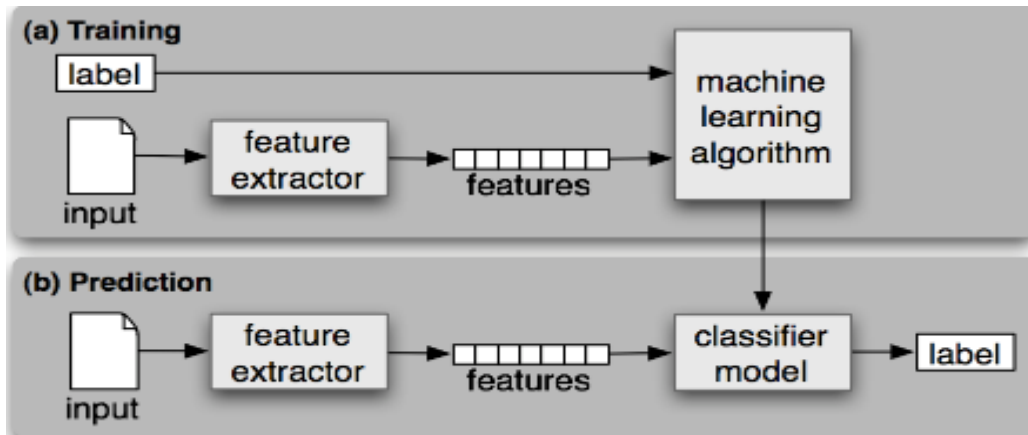 (a) Training
label
machine
learning
algorithm
feature
extractor
features
input
(b) Prediction
feature
extractor
features
classifier
model
label
input